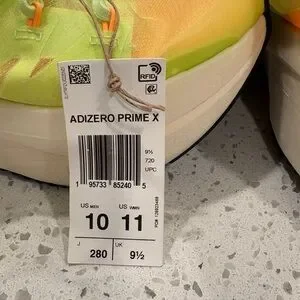 RFID
ADIZERO PRIME X
9½
720
UPC
1 95733 85240 5
US MEN US WMN
10 11
J UK
280 9½